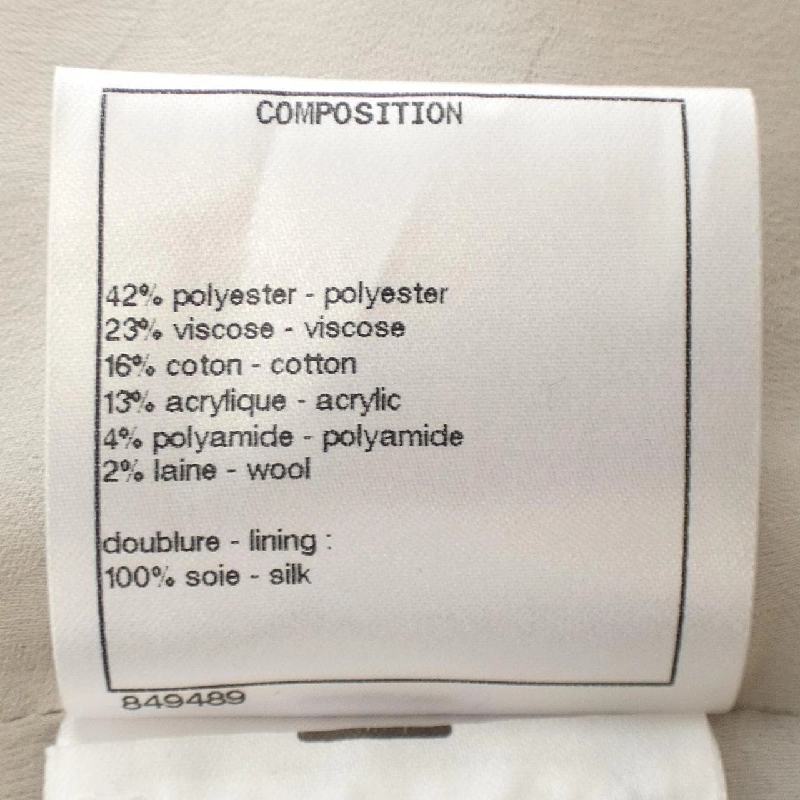 COMPOSITION
42% polyester - polyester
23% viscose - viscose
16% coton - cotton
13% acrylique - acrylic
4% polyamide - polyamide
2% laine - wool
doublure - lining :
100% soie - silk
849489